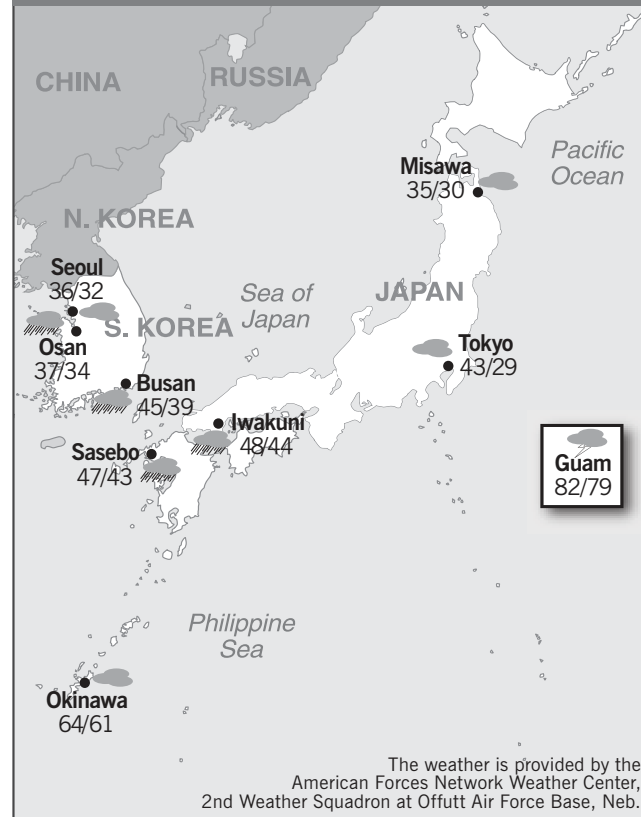 CHINA
RUSSIA
Pacific
Ocean
Misawa
35/30
N. KOREA
Seoul
36/32
Sea of
Japan
JAPAN
S. KOREA
Osan
37/34
Tokyo
43/29
Busan
45/39
Iwakuni
48/44
Sasebo
47/43
Guam
82/79
Philippine
Sea
Okinawa
64/61
The weather is provided by the
American Forces Network Weather Center,
2nd Weather Squadron at Offutt Air Force Base, Neb.